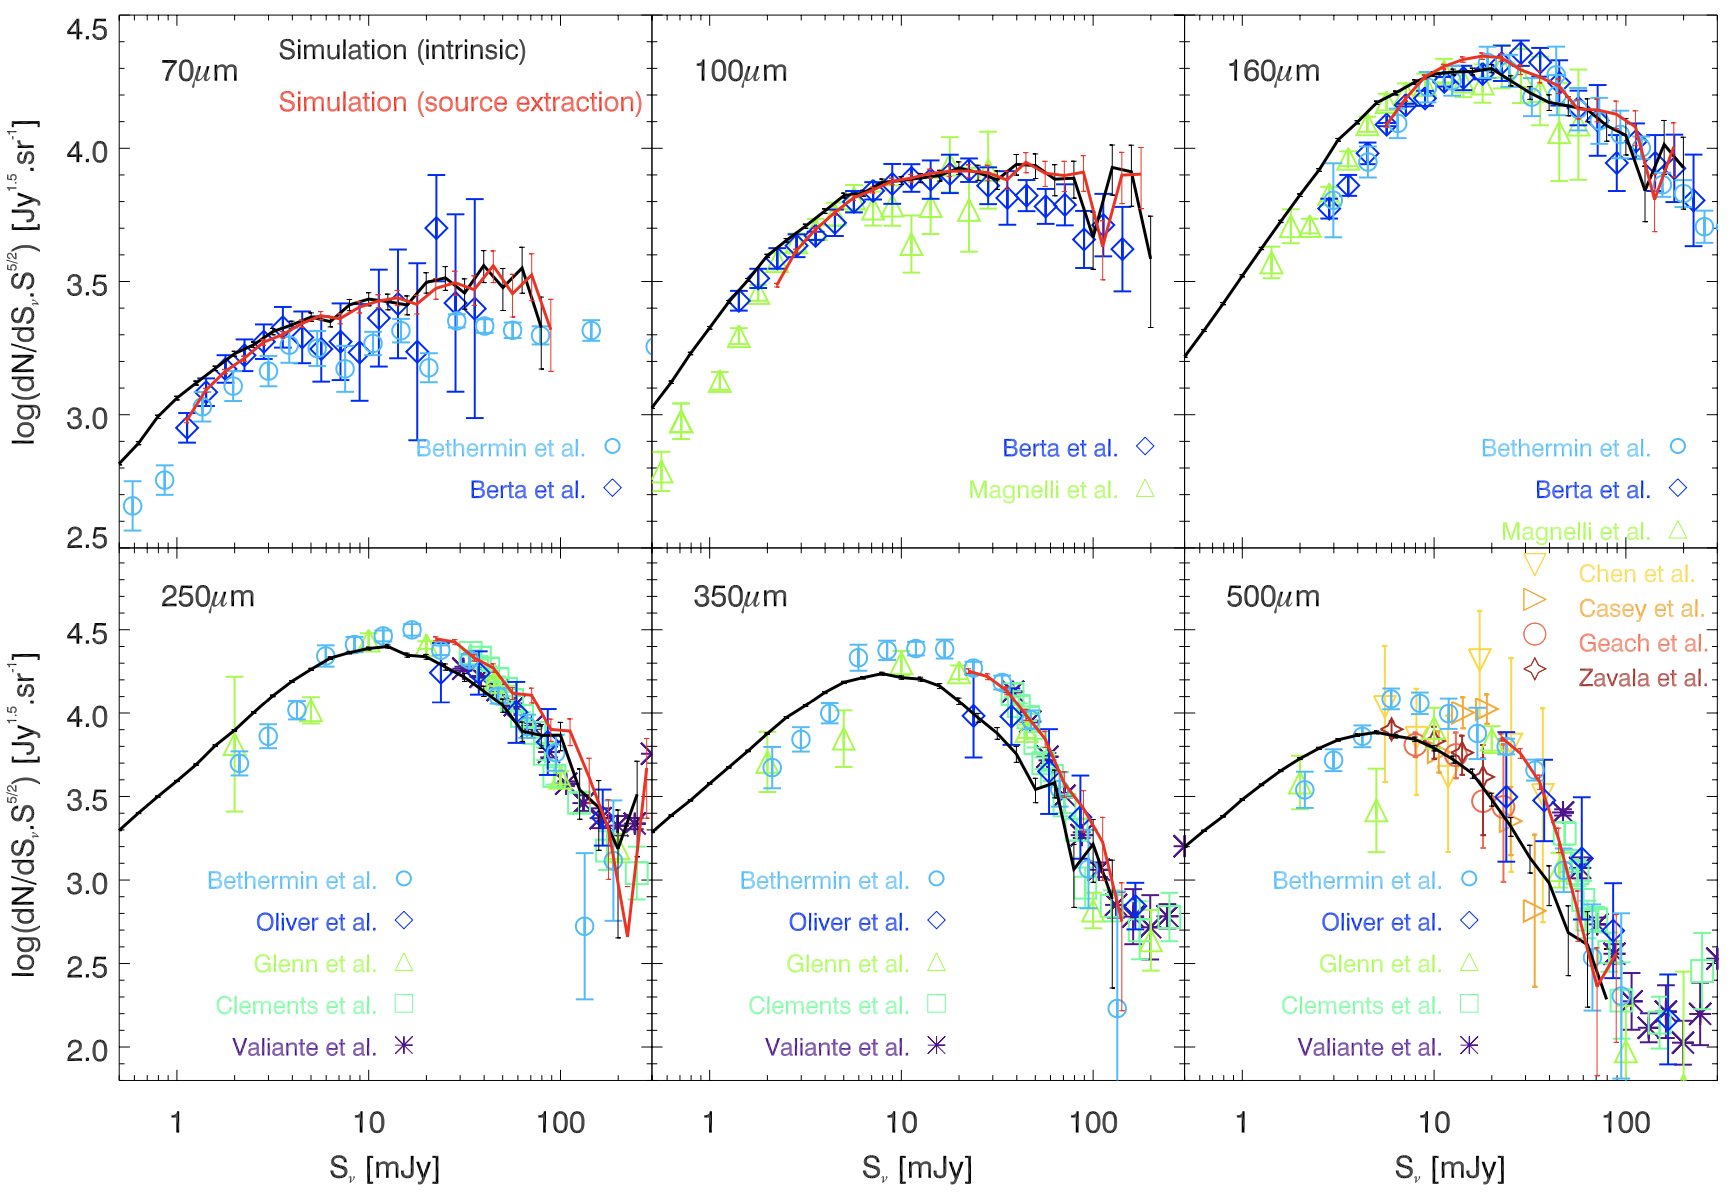 4.5
4.0
3.5
3.0
2.5
log(dN/dSν.S^5/2) [Jy^1.5.sr^-1]
70μm
Simulation (intrinsic)
Simulation (source extraction)
Bethermin et al.
Berta et al.
100μm
Berta et al.
Magnelli et al.
160μm
Bethermin et al.
Berta et al.
Magnelli et al.
4.5
4.0
3.5
3.0
2.5
2.0
log(dN/dSν.S^5/2) [Jy^1.5.sr^-1]
250μm
Bethermin et al.
Oliver et al.
Glenn et al.
Clements et al.
Valiante et al.
350μm
Bethermin et al.
Oliver et al.
Glenn et al.
Clements et al.
Valiante et al.
500μm
Chen et al.
Casey et al.
Geach et al.
Zavala et al.
Bethermin et al.
Oliver et al.
Glenn et al.
Clements et al.
Valiante et al.
1 10 100
1 10 100
1 10 100
Sν [mJy]
Sν [mJy]
Sν [mJy]